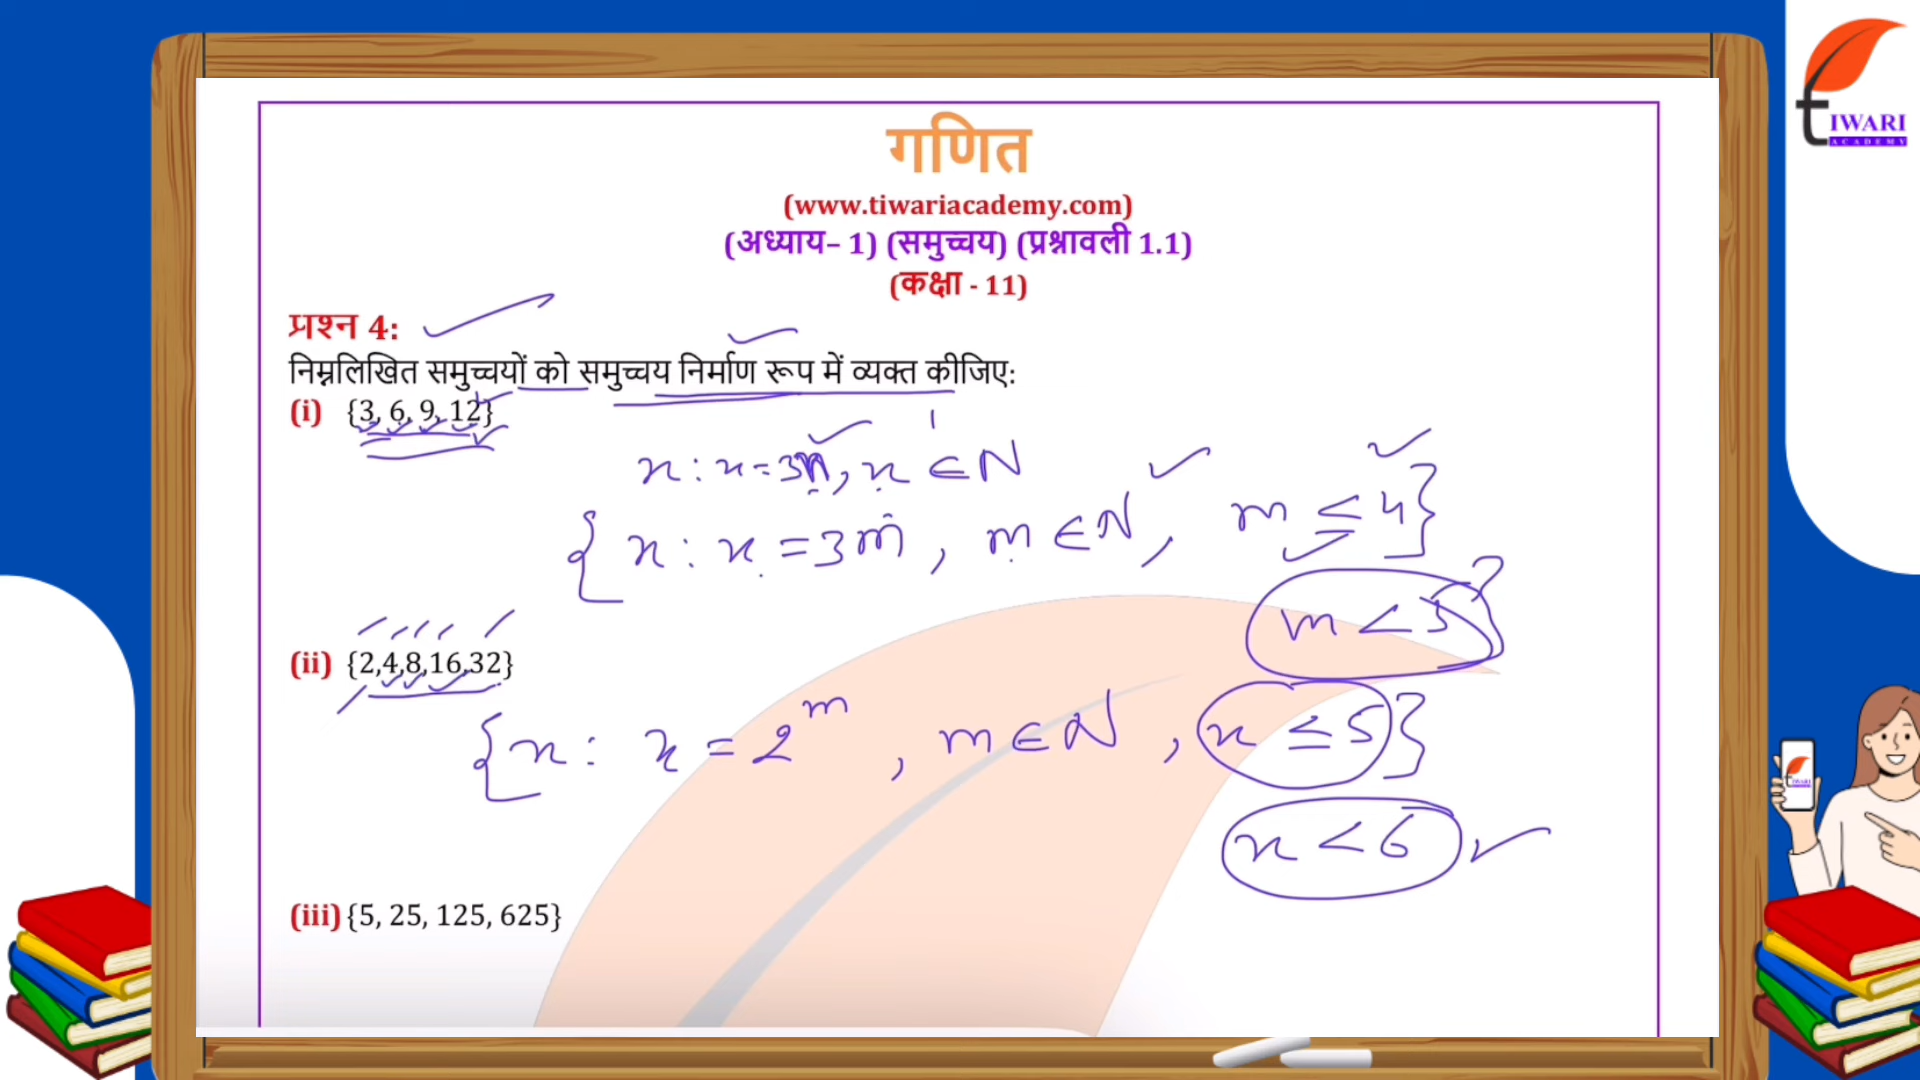 गणित
(www.tiwariacademy.com)
(अध्याय– 1) (समुच्चय) (प्रश्नावली 1.1)
(कक्षा - 11)
प्रश्न 4:
निम्नलिखित समुच्चयों को समुच्चय निर्माण रूप में व्यक्त कीजिए:
(i) {3, 6, 9, 12}
x : x = 3n, x ∈ N
{ x : x = 3m , m ∈ N , m ≤ 4}
m < 5}
(ii) {2,4,8,16,32}
{x : x = 2^m , m ∈ N , x ≤ 5}
x < 6
(iii) {5, 25, 125, 625}
tIWARI
ACADEMY